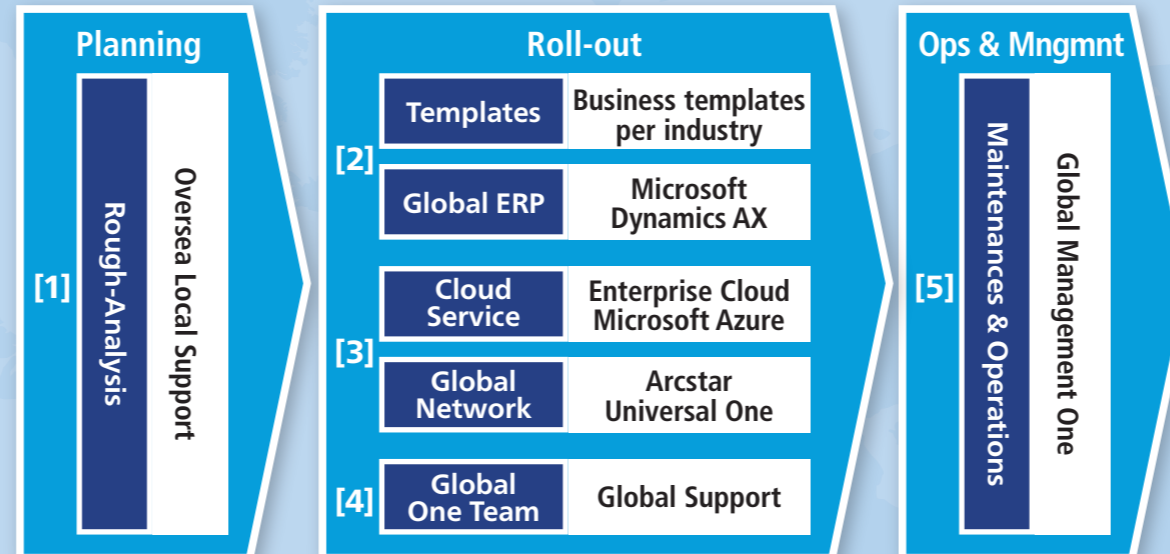 Planning
[1]
Rough-Analysis
Oversea Local Support
Roll-out
[2]
Templates
Business templates
per industry
Global ERP
Microsoft
Dynamics AX
[3]
Cloud
Service
Enterprise Cloud
Microsoft Azure
Global
Network
Arcstar
Universal One
[4]
Global
One Team
Global Support
Ops & Mngmnt
[5]
Maintenances & Operations
Global Management One